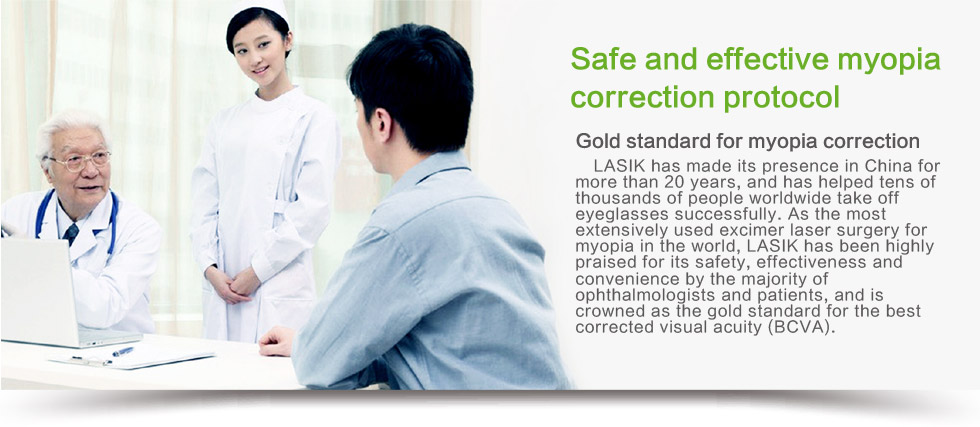 Safe and effective myopia
correction protocol
Gold standard for myopia correction
LASIK has made its presence in China for
more than 20 years, and has helped tens of
thousands of people worldwide take off
eyeglasses successfully. As the most
extensively used excimer laser surgery for
myopia in the world, LASIK has been highly
praised for its safety, effectiveness and
convenience by the majority of
ophthalmologists and patients, and is
crowned as the gold standard for the best
corrected visual acuity (BCVA).